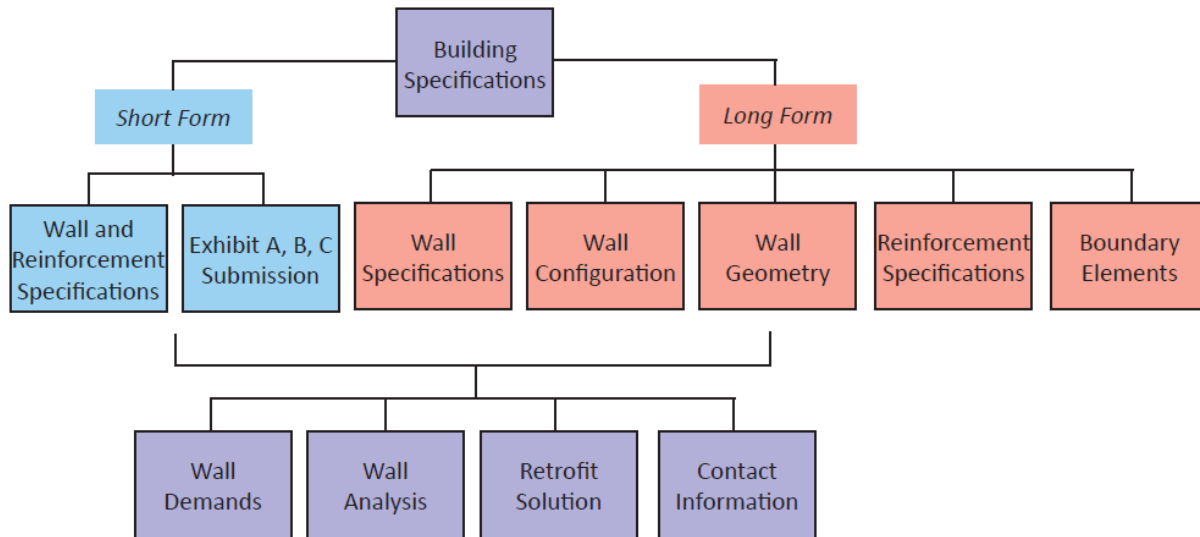 Building
Specifications
Short Form
Long Form
Wall and
Reinforcement
Specifications
Exhibit A, B, C
Submission
Wall
Specifications
Wall
Configuration
Wall
Geometry
Reinforcement
Specifications
Boundary
Elements
Wall
Demands
Wall
Analysis
Retrofit
Solution
Contact
Information